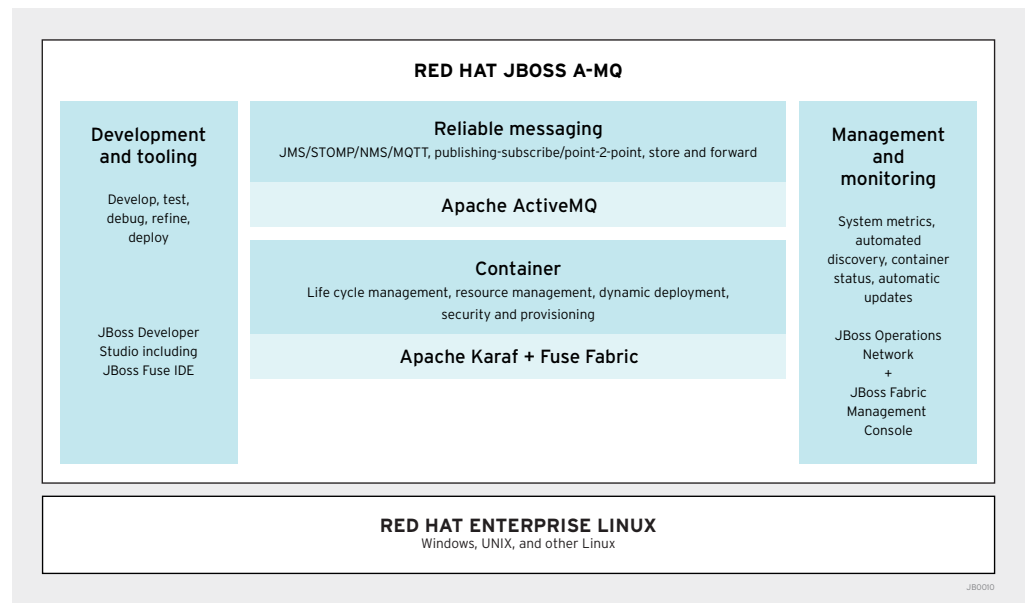 RED HAT JBOSS A-MQ
Development
and tooling
Develop, test,
debug, refine,
deploy
JBoss Developer
Studio including
JBoss Fuse IDE
Reliable messaging
JMS/STOMP/NMS/MQTT, publishing-subscribe/point-2-point, store and forward
Apache ActiveMQ
Container
Life cycle management, resource management, dynamic deployment,
security and provisioning
Apache Karaf + Fuse Fabric
Management
and
monitoring
System metrics,
automated
discovery, container
status, automatic
updates
JBoss Operations
Network
+
JBoss Fabric
Management
Console
RED HAT ENTERPRISE LINUX
Windows, UNIX, and other Linux
JB0010